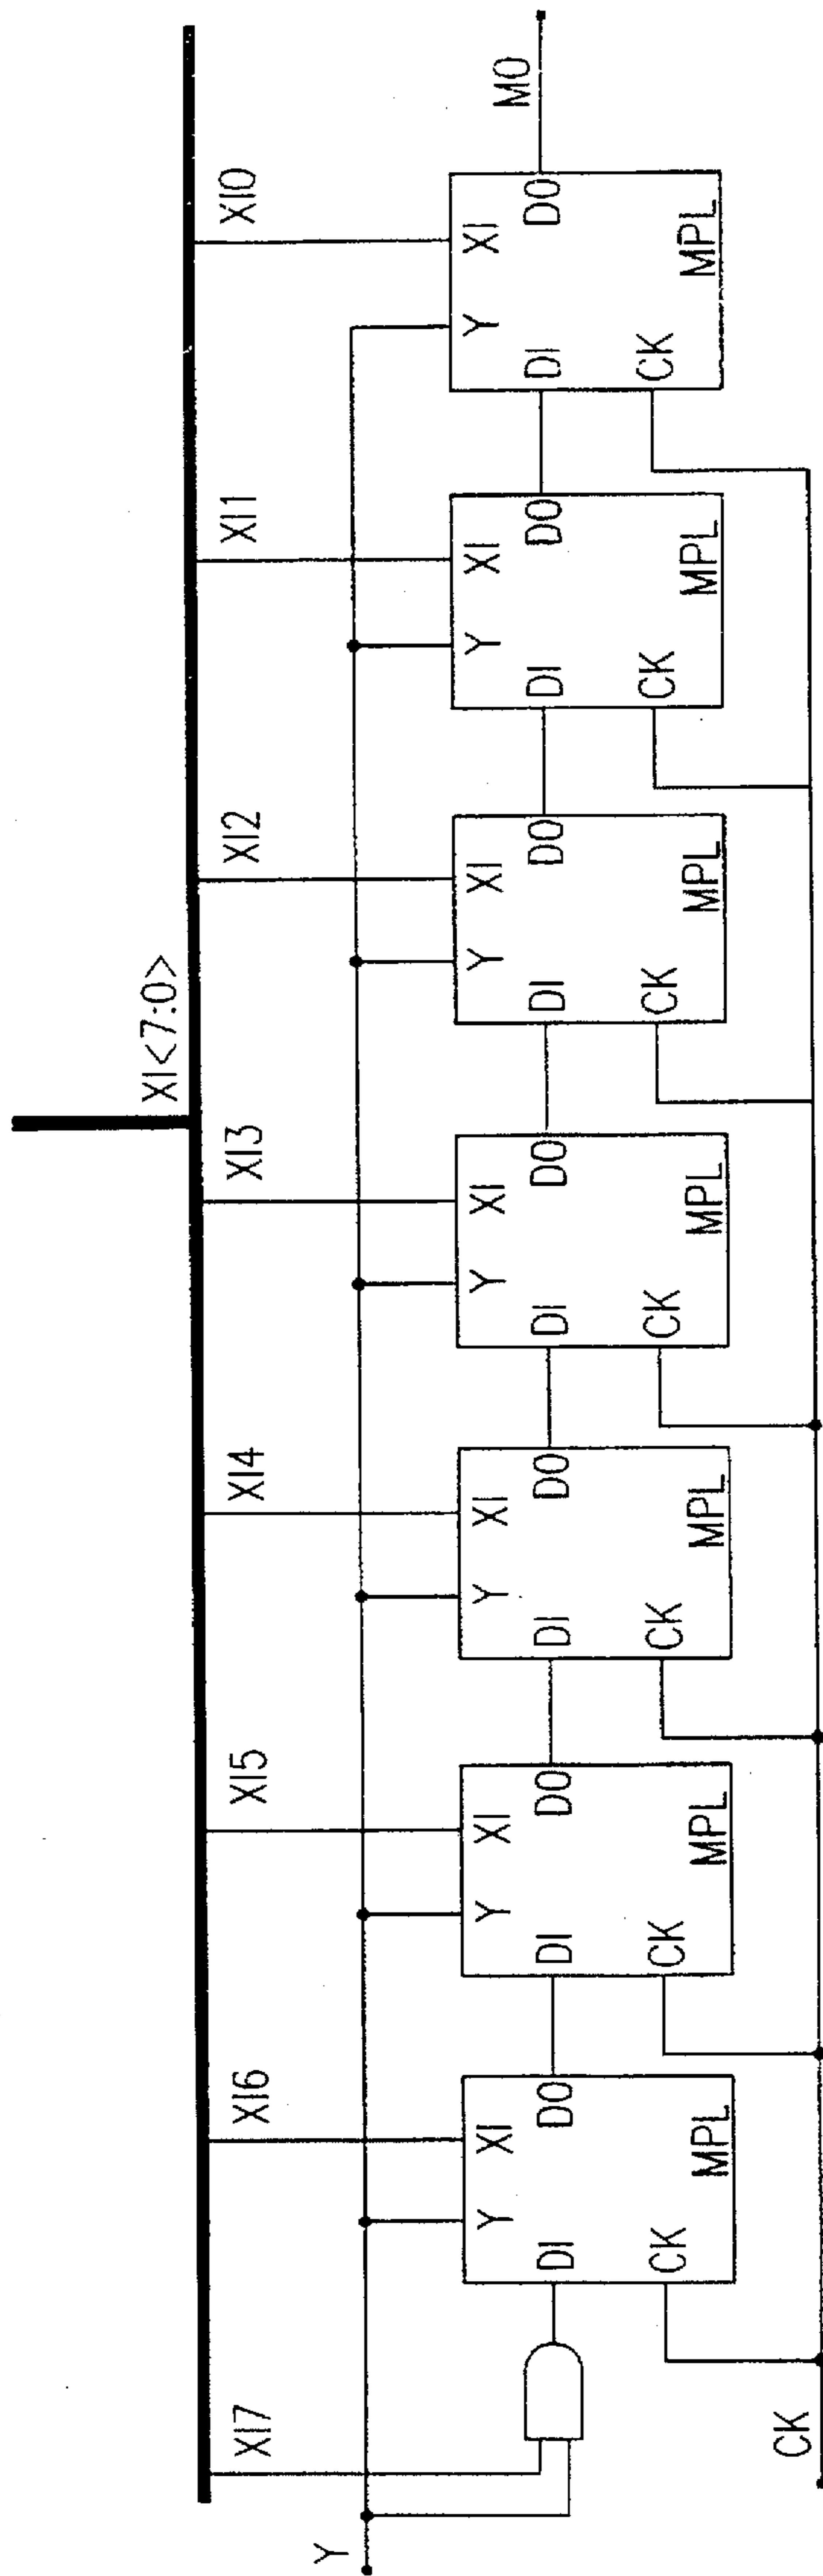 XI<7:0>
XI7 XI6 XI5 XI4 XI3 XI2 XI1 XI0
Y
Y XI Y XI Y XI Y XI Y XI Y XI Y XI
MO
DI DO DI DO DI DO DI DO DI DO DI DO DI DO
CK CK CK CK CK CK CK
MPL MPL MPL MPL MPL MPL MPL
CK